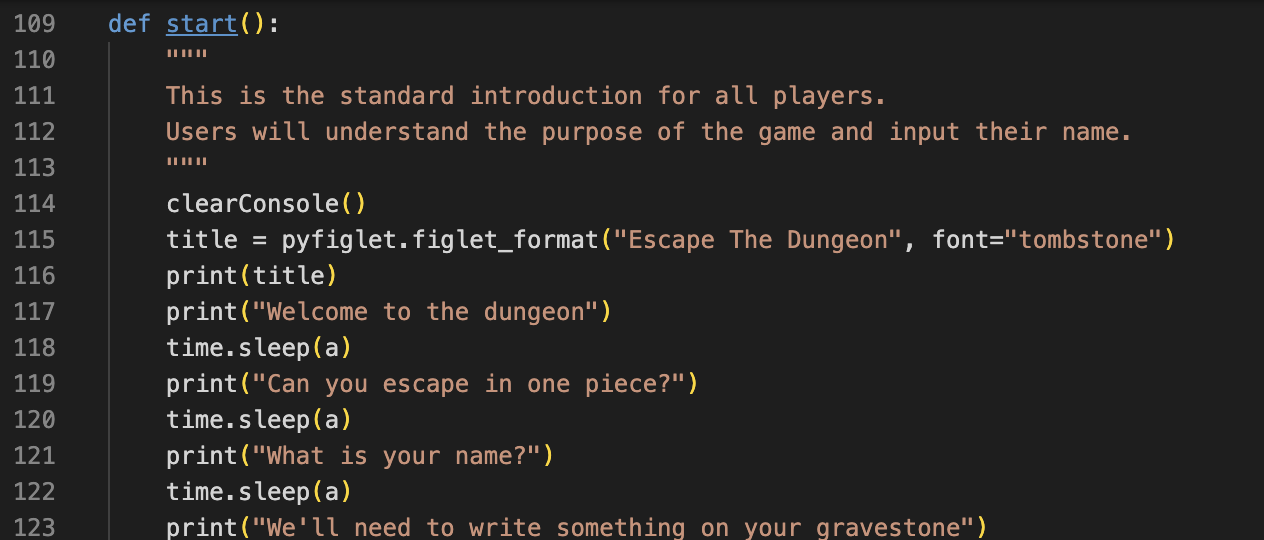 109 def start():
110 """
111 This is the standard introduction for all players.
112 Users will understand the purpose of the game and input their name.
113 """
114 clearConsole()
115 title = pyfiglet.figlet_format("Escape The Dungeon", font="tombstone")
116 print(title)
117 print("Welcome to the dungeon")
118 time.sleep(a)
119 print("Can you escape in one piece?")
120 time.sleep(a)
121 print("What is your name?")
122 time.sleep(a)
123 print("We'll need to write something on your gravestone")